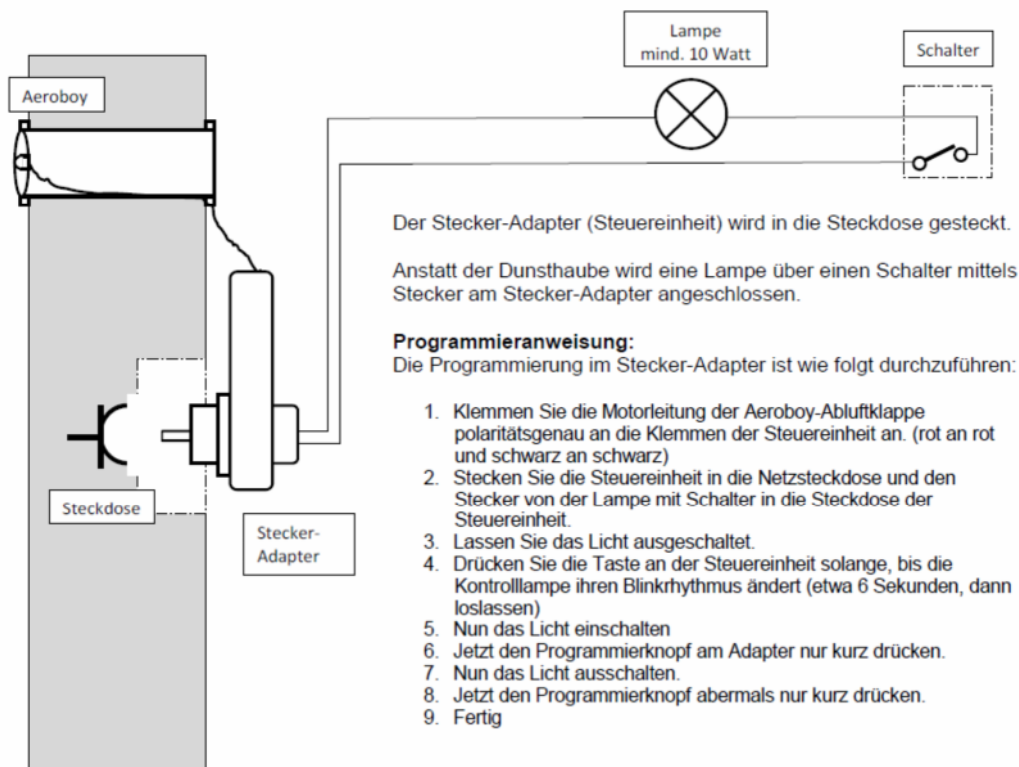 Lampe
mind. 10 Watt
Schalter
Aeroboy
Der Stecker-Adapter (Steuereinheit) wird in die Steckdose gesteckt.
Anstatt der Dunsthaube wird eine Lampe über einen Schalter mittels
Stecker am Stecker-Adapter angeschlossen.
Programmieranweisung:
Die Programmierung im Stecker-Adapter ist wie folgt durchzuführen:
1. Klemmen Sie die Motorleitung der Aeroboy-Abluftklappe
polaritätsgenau an die Klemmen der Steuereinheit an. (rot an rot
und schwarz an schwarz)
2. Stecken Sie die Steuereinheit in die Netzsteckdose und den
Stecker von der Lampe mit Schalter in die Steckdose der
Steuereinheit.
3. Lassen Sie das Licht ausgeschaltet.
4. Drücken Sie die Taste an der Steuereinheit solange, bis die
Kontrolllampe ihren Blinkrhythmus ändert (etwa 6 Sekunden, dann
loslassen)
5. Nun das Licht einschalten
6. Jetzt den Programmierknopf am Adapter nur kurz drücken.
7. Nun das Licht ausschalten.
8. Jetzt den Programmierknopf abermals nur kurz drücken.
9. Fertig
Steckdose
Stecker-
Adapter